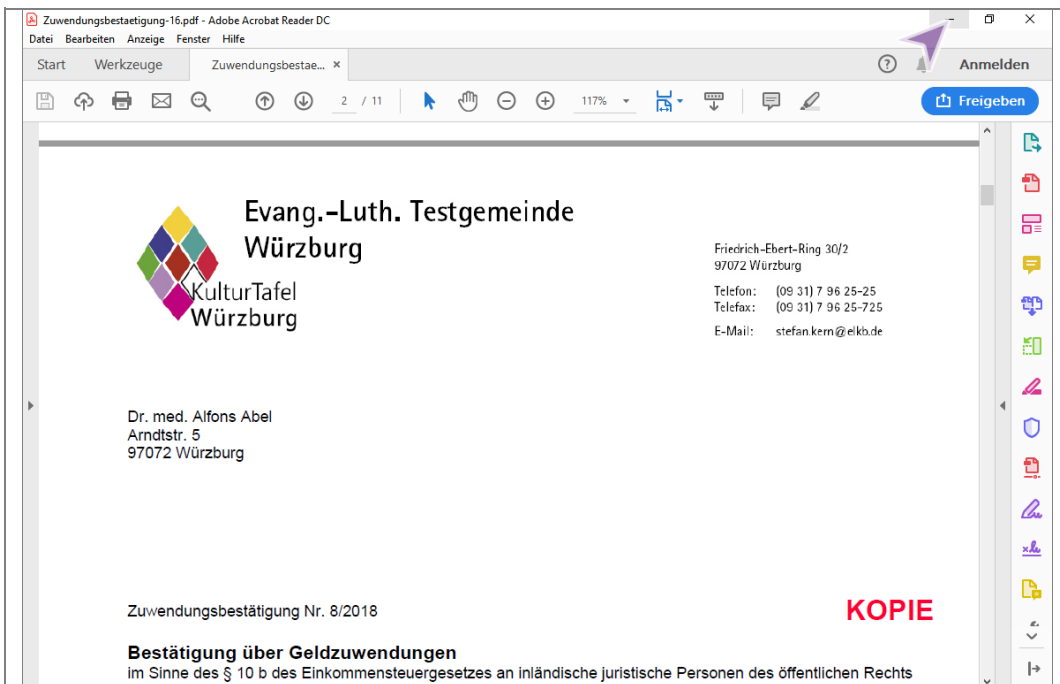 Zuwendungsbestaetigung-16.pdf - Adobe Acrobat Reader DC
Datei Bearbeiten Anzeige Fenster Hilfe
Start Werkzeuge Zuwendungsbestae... × Anmelden
2 / 11 117% Freigeben
Evang.-Luth. Testgemeinde
Würzburg
KulturTafel
Würzburg
Friedrich-Ebert-Ring 30/2
97072 Würzburg
Telefon: (09 31) 7 96 25-25
Telefax: (09 31) 7 96 25-725
E-Mail: stefan.kern@elkb.de
Dr. med. Alfons Abel
Arndtstr. 5
97072 Würzburg
Zuwendungsbestätigung Nr. 8/2018 KOPIE
Bestätigung über Geldzuwendungen
im Sinne des § 10 b des Einkommensteuergesetzes an inländische juristische Personen des öffentlichen Rechts